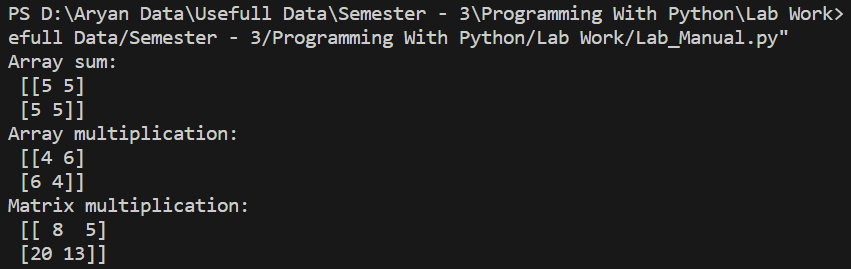 PS D:\Aryan Data\Usefull Data\Semester - 3\Programming With Python\Lab Work>
efull Data/Semester - 3/Programming With Python/Lab Work/Lab_Manual.py"
Array sum:
 [[5 5]
 [5 5]]
Array multiplication:
 [[4 6]
 [6 4]]
Matrix multiplication:
 [[ 8  5]
 [20 13]]